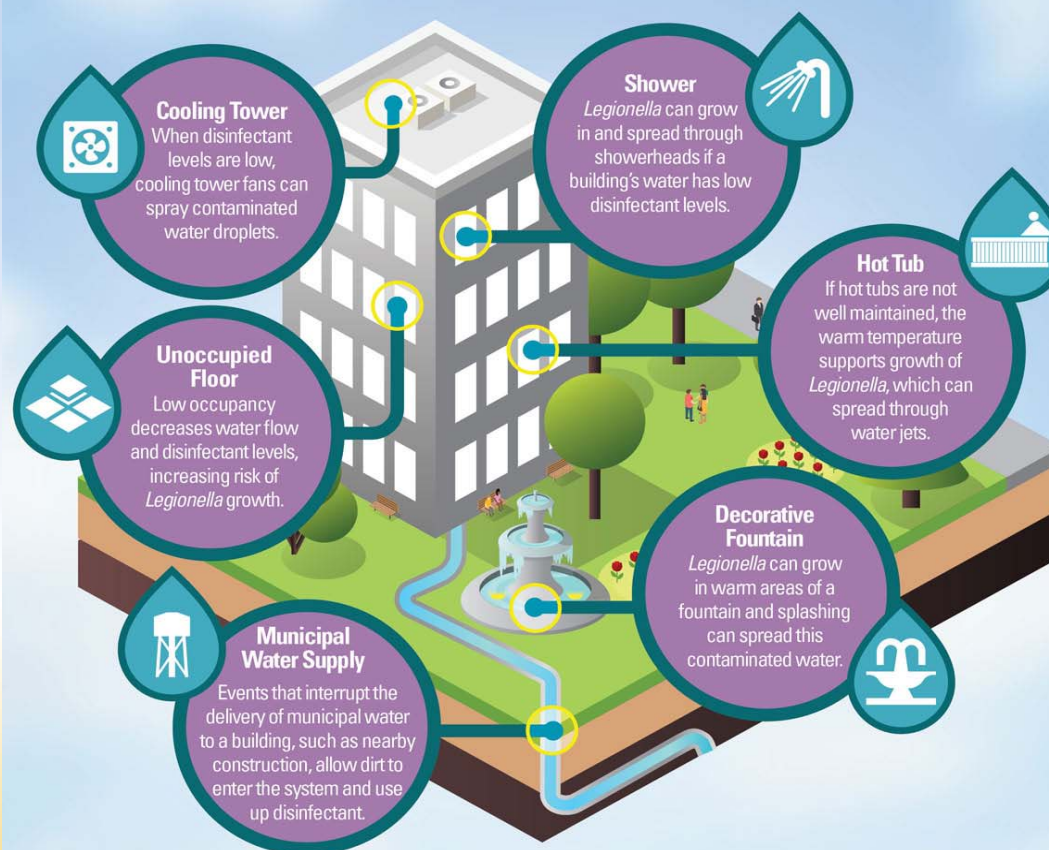 Cooling Tower
When disinfectant
levels are low,
cooling tower fans can
spray contaminated
water droplets.
Shower
Legionella can grow
in and spread through
showerheads if a
building's water has low
disinfectant levels.
Hot Tub
If hot tubs are not
well maintained, the
warm temperature
supports growth of
Legionella, which can
spread through
water jets.
Unoccupied
Floor
Low occupancy
decreases water flow
and disinfectant levels,
increasing risk of
Legionella growth.
Decorative
Fountain
Legionella can grow
in warm areas of a
fountain and splashing
can spread this
contaminated water.
Municipal
Water Supply
Events that interrupt the
delivery of municipal water
to a building, such as nearby
construction, allow dirt to
enter the system and use
up disinfectant.